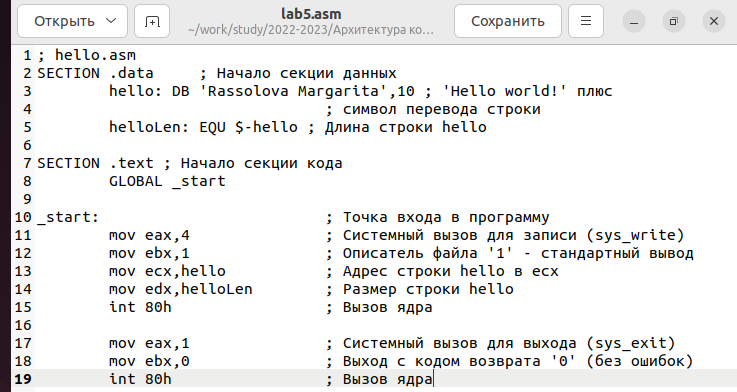 Открыть
lab5.asm
~/work/study/2022-2023/Архитектура ко...
Сохранить
1 ; hello.asm
2 SECTION .data ; Начало секции данных
3 hello: DB 'Rassolova Margarita',10 ; 'Hello world!' плюс
4 ; символ перевода строки
5 helloLen: EQU $-hello ; Длина строки hello
6
7 SECTION .text ; Начало секции кода
8 GLOBAL _start
9
10 _start: ; Точка входа в программу
11 mov eax,4 ; Системный вызов для записи (sys_write)
12 mov ebx,1 ; Описатель файла '1' - стандартный вывод
13 mov ecx,hello ; Адрес строки hello в ecx
14 mov edx,helloLen ; Размер строки hello
15 int 80h ; Вызов ядра
16
17 mov eax,1 ; Системный вызов для выхода (sys_exit)
18 mov ebx,0 ; Выход с кодом возврата '0' (без ошибок)
19 int 80h ; Вызов ядра